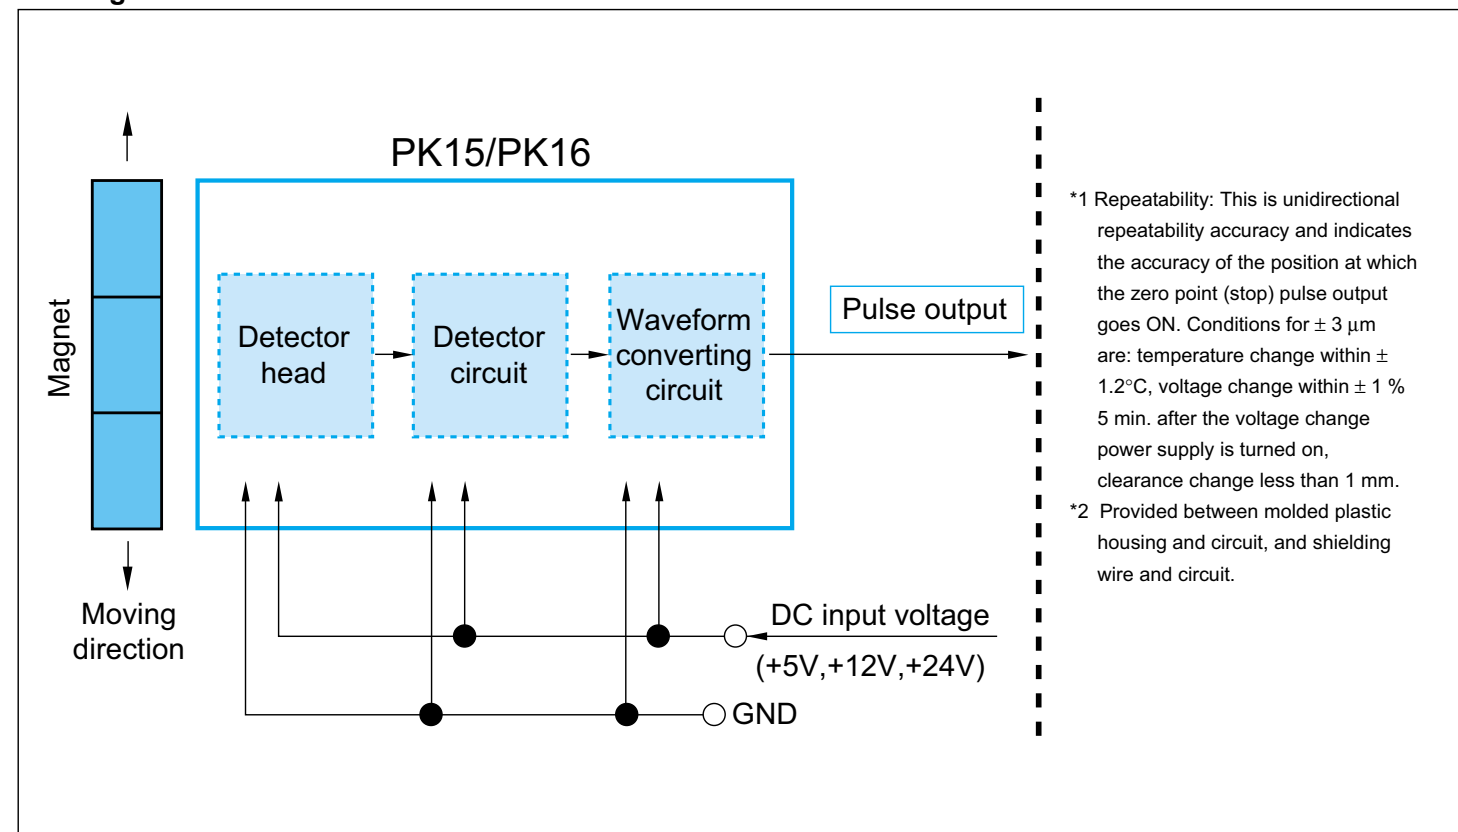 PK15/PK16
Magnet
Detector
head
Detector
circuit
Waveform
converting
circuit
Pulse output
Moving
direction
DC input voltage
(+5V,+12V,+24V)
GND
*1 Repeatability: This is unidirectional
repeatability accuracy and indicates
the accuracy of the position at which
the zero point (stop) pulse output
goes ON. Conditions for ± 3 μm
are: temperature change within ±
1.2°C, voltage change within ± 1 %
5 min. after the voltage change
power supply is turned on,
clearance change less than 1 mm.
*2 Provided between molded plastic
housing and circuit, and shielding
wire and circuit.